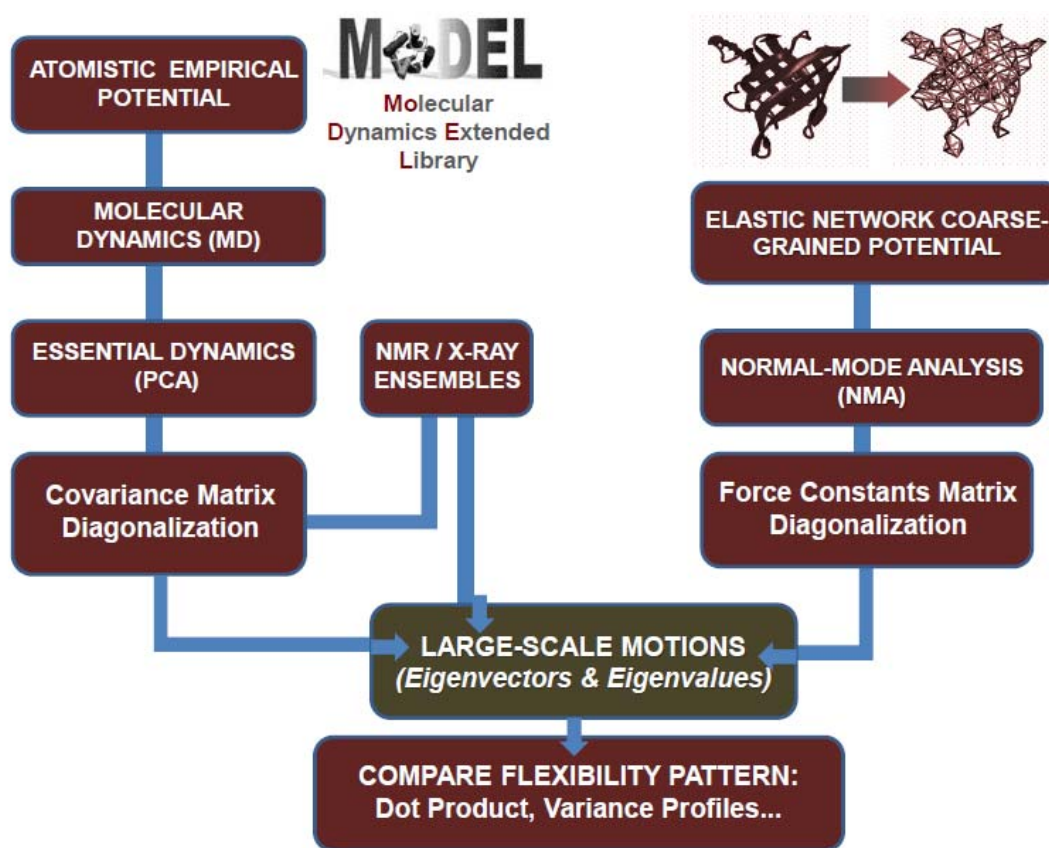 ATOMISTIC EMPIRICAL
POTENTIAL
MODEL
Molecular
Dynamics Extended
Library
MOLECULAR
DYNAMICS (MD)
ELASTIC NETWORK COARSE-
GRAINED POTENTIAL
ESSENTIAL DYNAMICS
(PCA)
NMR / X-RAY
ENSEMBLES
NORMAL-MODE ANALYSIS
(NMA)
Covariance Matrix
Diagonalization
Force Constants Matrix
Diagonalization
LARGE-SCALE MOTIONS
(Eigenvectors & Eigenvalues)
COMPARE FLEXIBILITY PATTERN:
Dot Product, Variance Profiles...